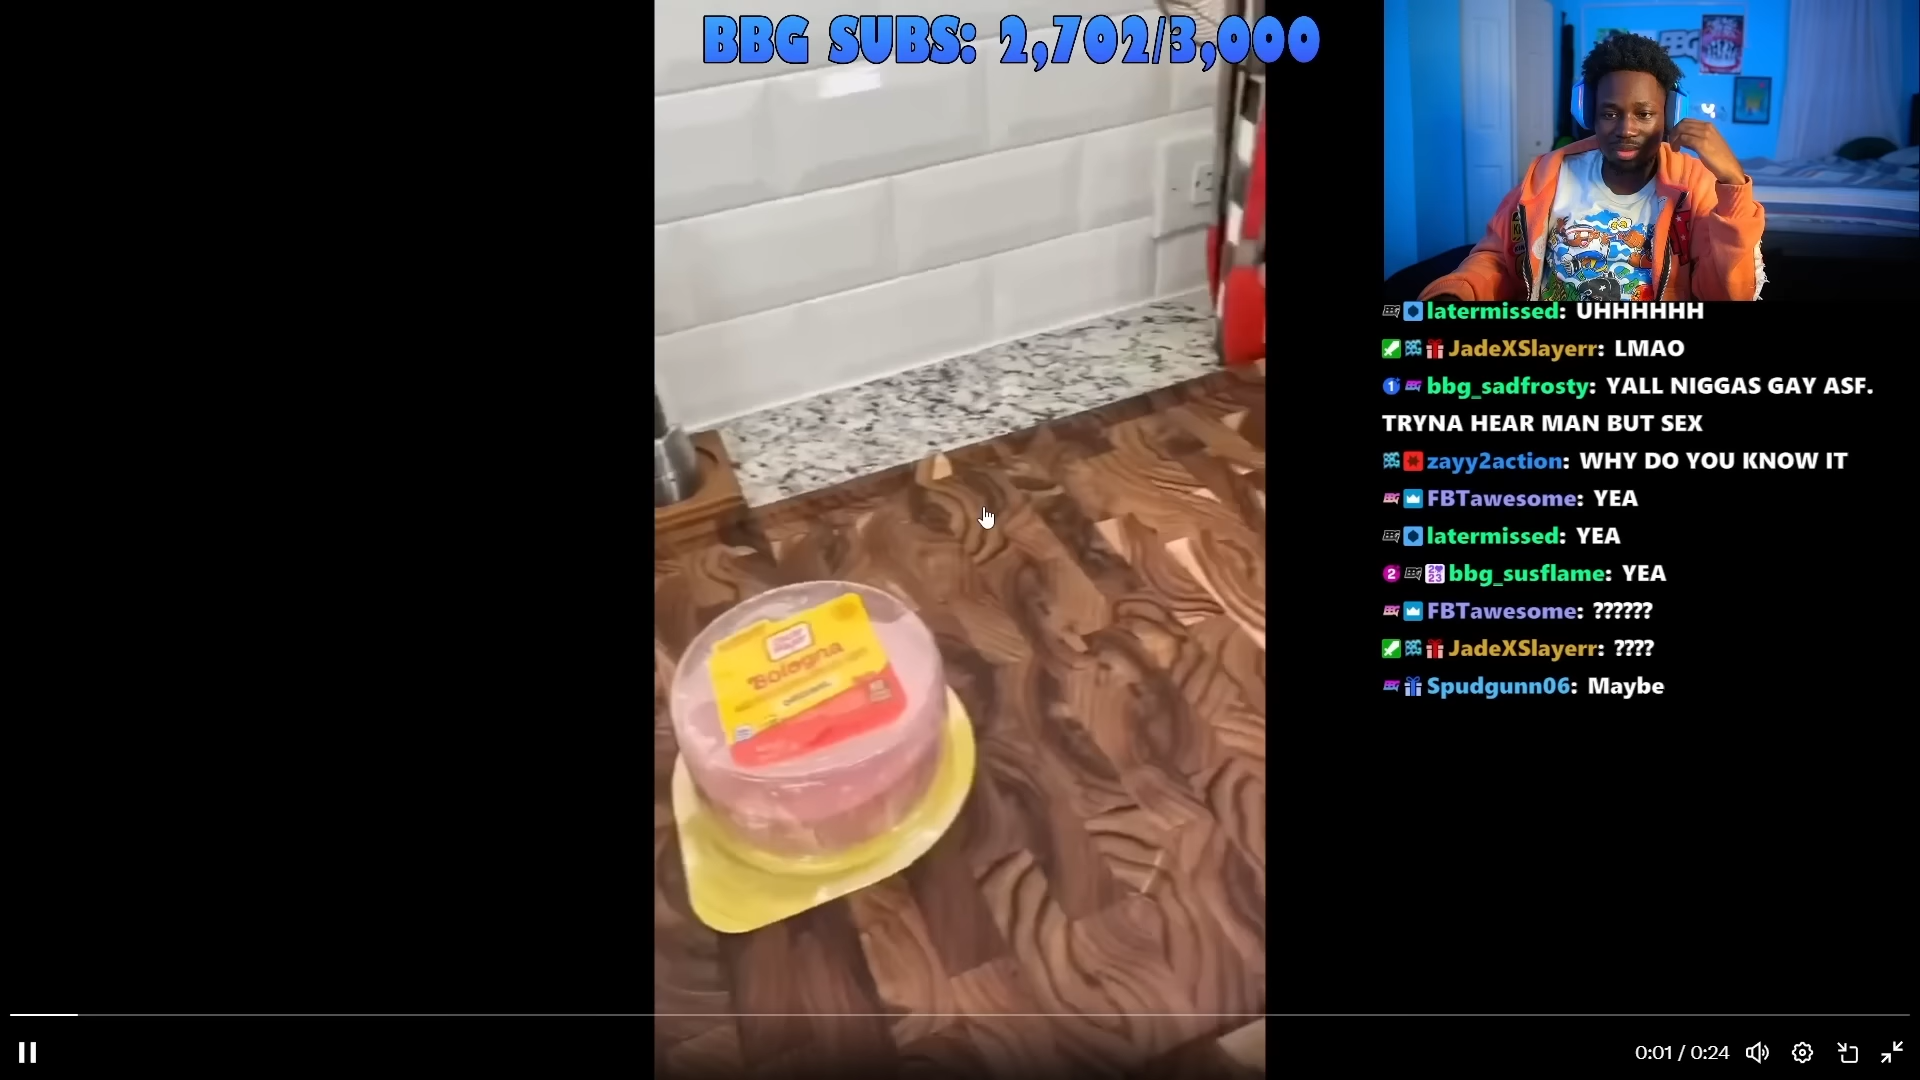 BBG SUBS: 2,702/3,000
latermissed: UHHHHHH
JadeXSlayerr: LMAO
bbg_sadfrosty: YALL NIGGAS GAY ASF.
TRYNA HEAR MAN BUT SEX
zayy2action: WHY DO YOU KNOW IT
FBTawesome: YEA
latermissed: YEA
bbg_susflame: YEA
FBTawesome: ??????
JadeXSlayerr: ????
Spudgunn06: Maybe
Bologna
0:01 / 0:24